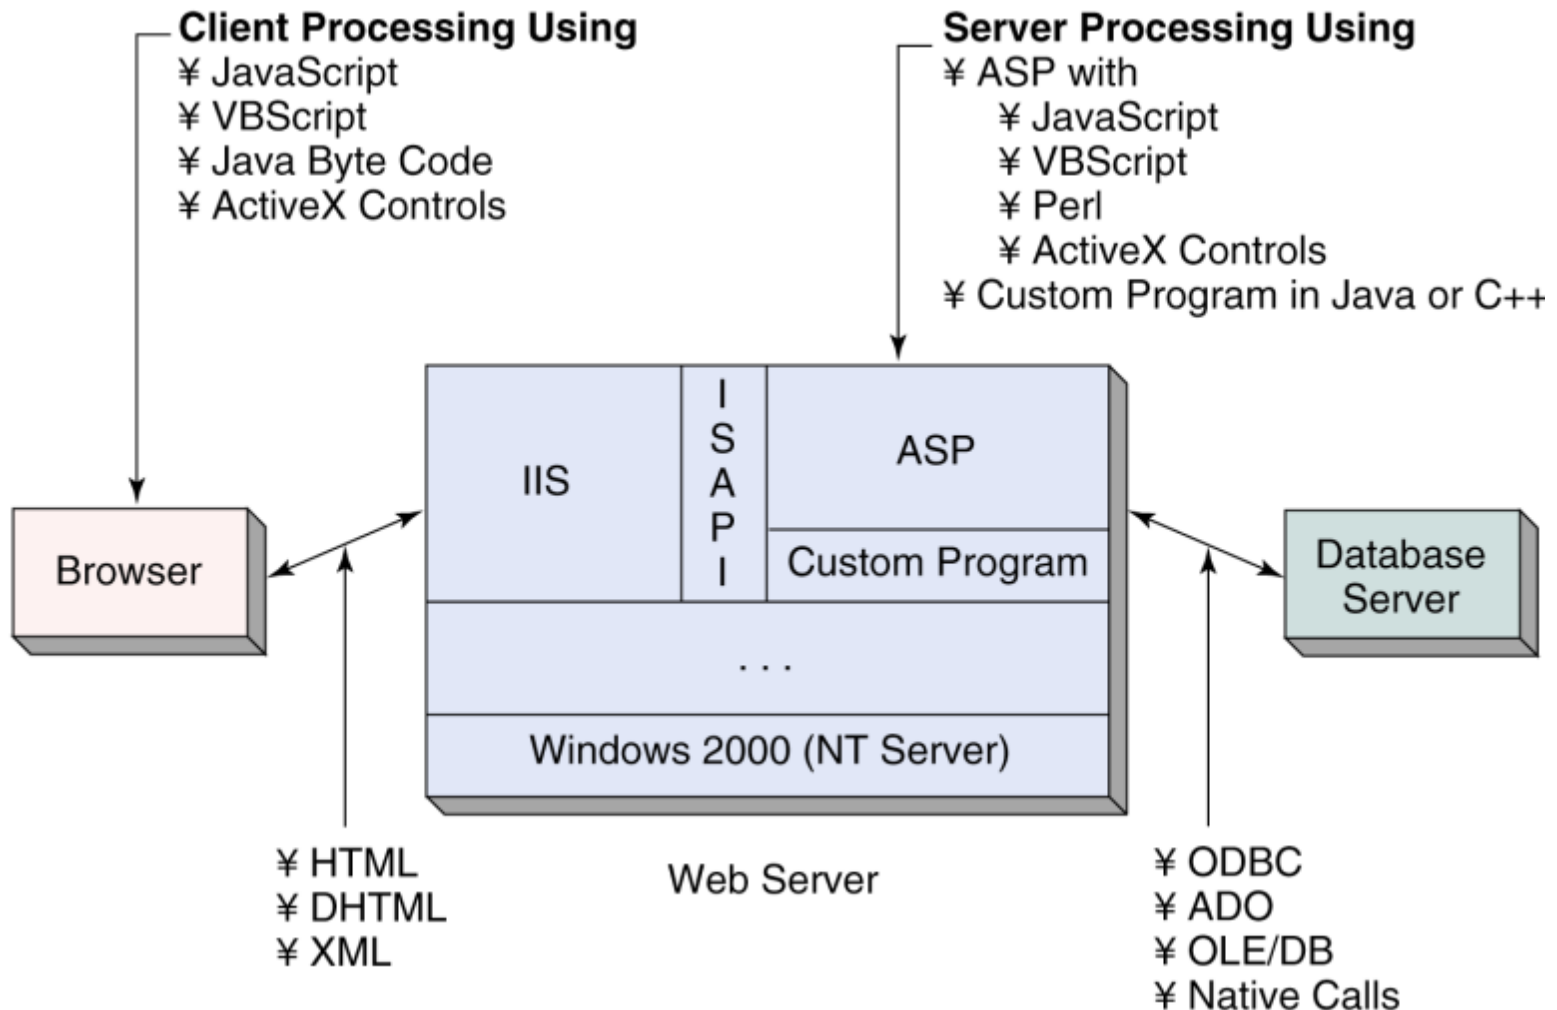 Client Processing Using
¥ JavaScript
¥ VBScript
¥ Java Byte Code
¥ ActiveX Controls
Server Processing Using
¥ ASP with
¥ JavaScript
¥ VBScript
¥ Perl
¥ ActiveX Controls
¥ Custom Program in Java or C++
Browser
IIS
ISAPI
ASP
Custom Program
. . .
Windows 2000 (NT Server)
Database
Server
¥ HTML
¥ DHTML
¥ XML
Web Server
¥ ODBC
¥ ADO
¥ OLE/DB
¥ Native Calls